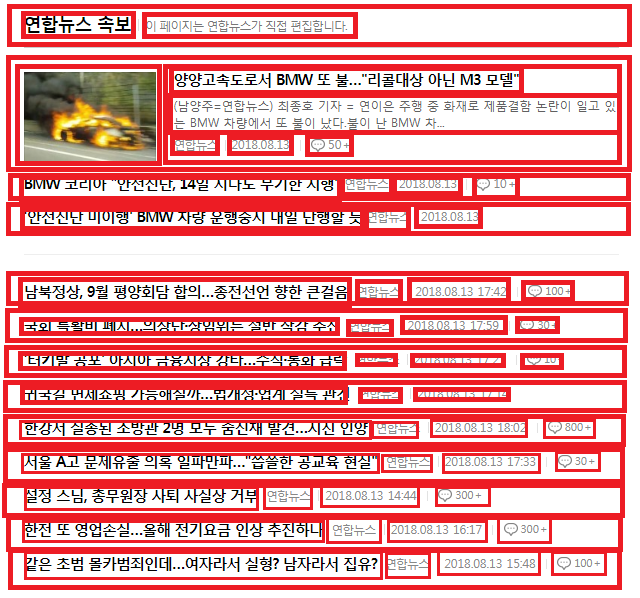 연합뉴스 속보 이 페이지는 연합뉴스가 직접 편집합니다.
양양고속도로서 BMW 또 불…"리콜대상 아닌 M3 모델"
(남양주=연합뉴스) 최종호 기자 = 연이은 주행 중 화재로 제품결함 논란이 일고 있
는 BMW 차량에서 또 불이 났다.불이 난 BMW 차...
연합뉴스 2018.08.13 50+
BMW 코리아 "안전진단, 14일 지나도 무기한 시행" 연합뉴스 2018.08.13 10+
'안전진단 미이행' BMW 차량 운행중지 내일 단행할 듯 연합뉴스 2018.08.13
남북정상, 9월 평양회담 합의…종전선언 향한 큰걸음 연합뉴스 2018.08.13 17:42 100+
국회 특활비 폐지…의장단·상임위는 절반 삭감 추진 연합뉴스 2018.08.13 17:59 30+
'터키발 공포' 아시아 금융시장 강타…주식·통화 급락 연합뉴스 2018.08.13 10+
귀국길 면세쇼핑 가능해질까…법개정·업계 설득 관건 연합뉴스 2018.08.13 17:14
한강서 실종된 소방관 2명 모두 숨진채 발견…시신 인양 연합뉴스 2018.08.13 18:02 800+
서울 A고 문제유출 의혹 일파만파…"씁쓸한 공교육 현실" 연합뉴스 2018.08.13 17:33 30+
설정 스님, 총무원장 사퇴 사실상 거부 연합뉴스 2018.08.13 14:44 300+
한전 또 영업손실…올해 전기요금 인상 추진하나 연합뉴스 2018.08.13 16:17 300+
같은 초범 몰카범죄인데…여자라서 실형? 남자라서 집유? 연합뉴스 2018.08.13 15:48 100+